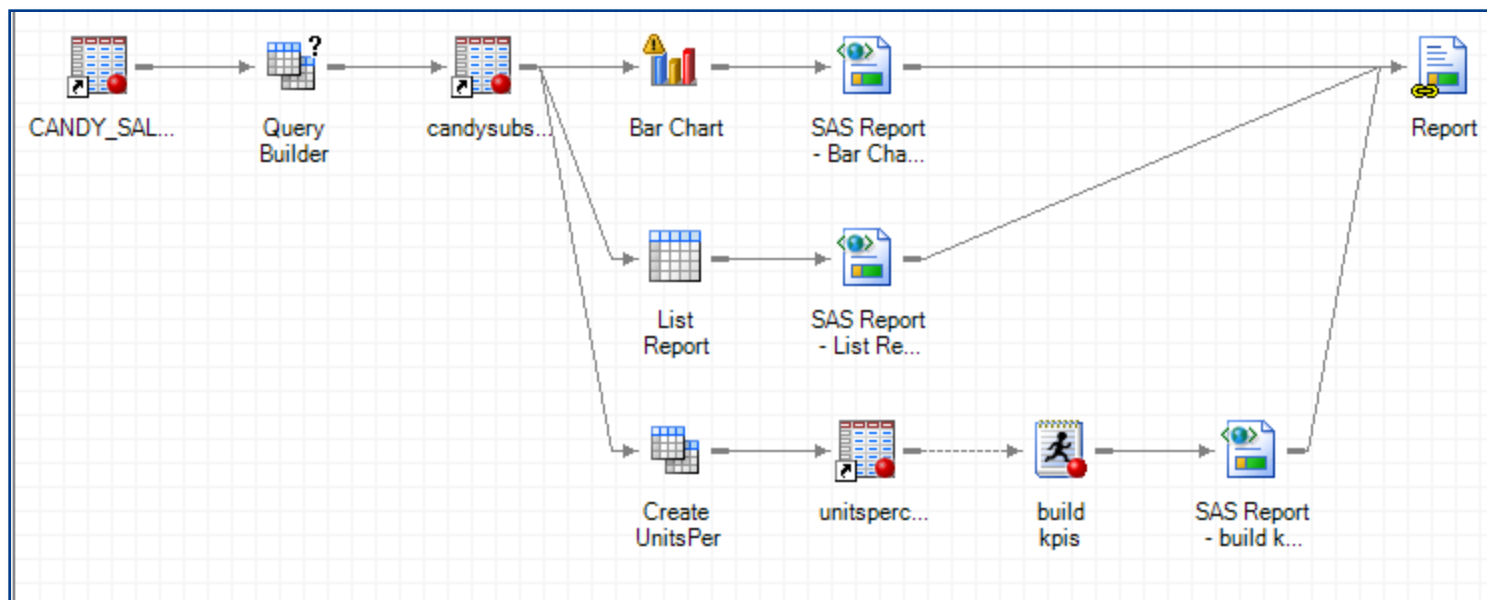 ?
CANDY_SAL...
Query
Builder
candysubs...
Bar Chart
SAS Report
- Bar Cha...
Report
List
Report
SAS Report
- List Re...
Create
UnitsPer
unitsperc...
build
kpis
SAS Report
- build k...